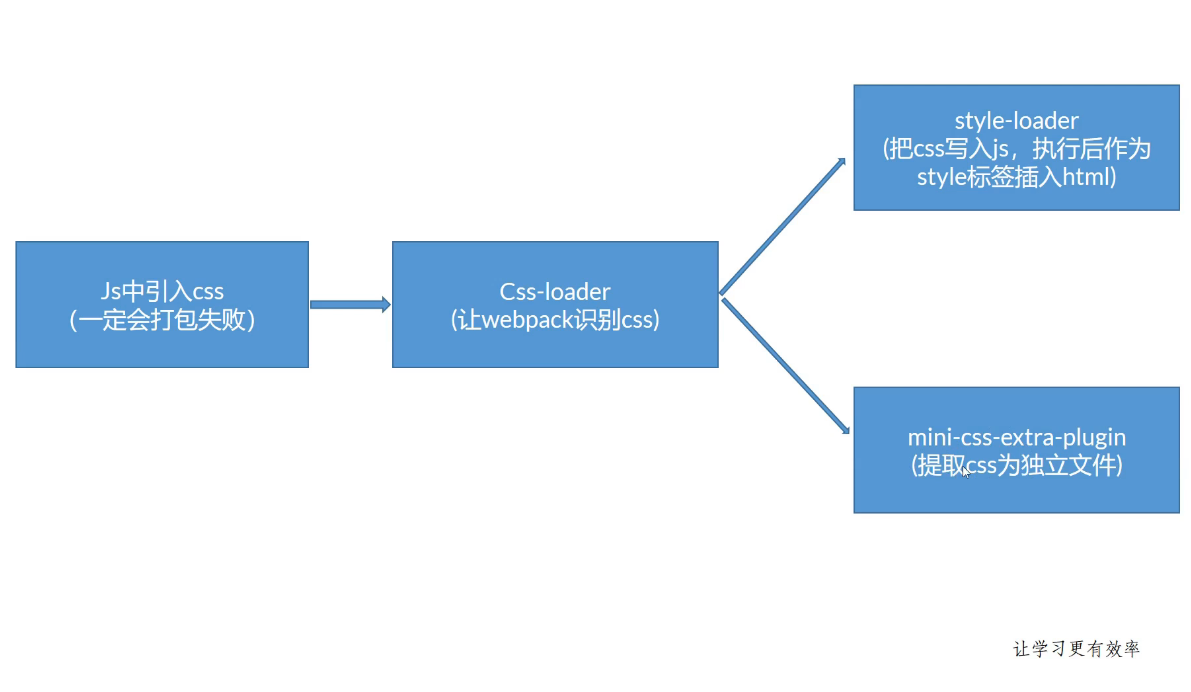 Js中引入css
（一定会打包失败）
Css-loader
(让webpack识别css)
style-loader
(把css写入js，执行后作为
style标签插入html)
mini-css-extra-plugin
(提取css为独立文件)
让学习更有效率